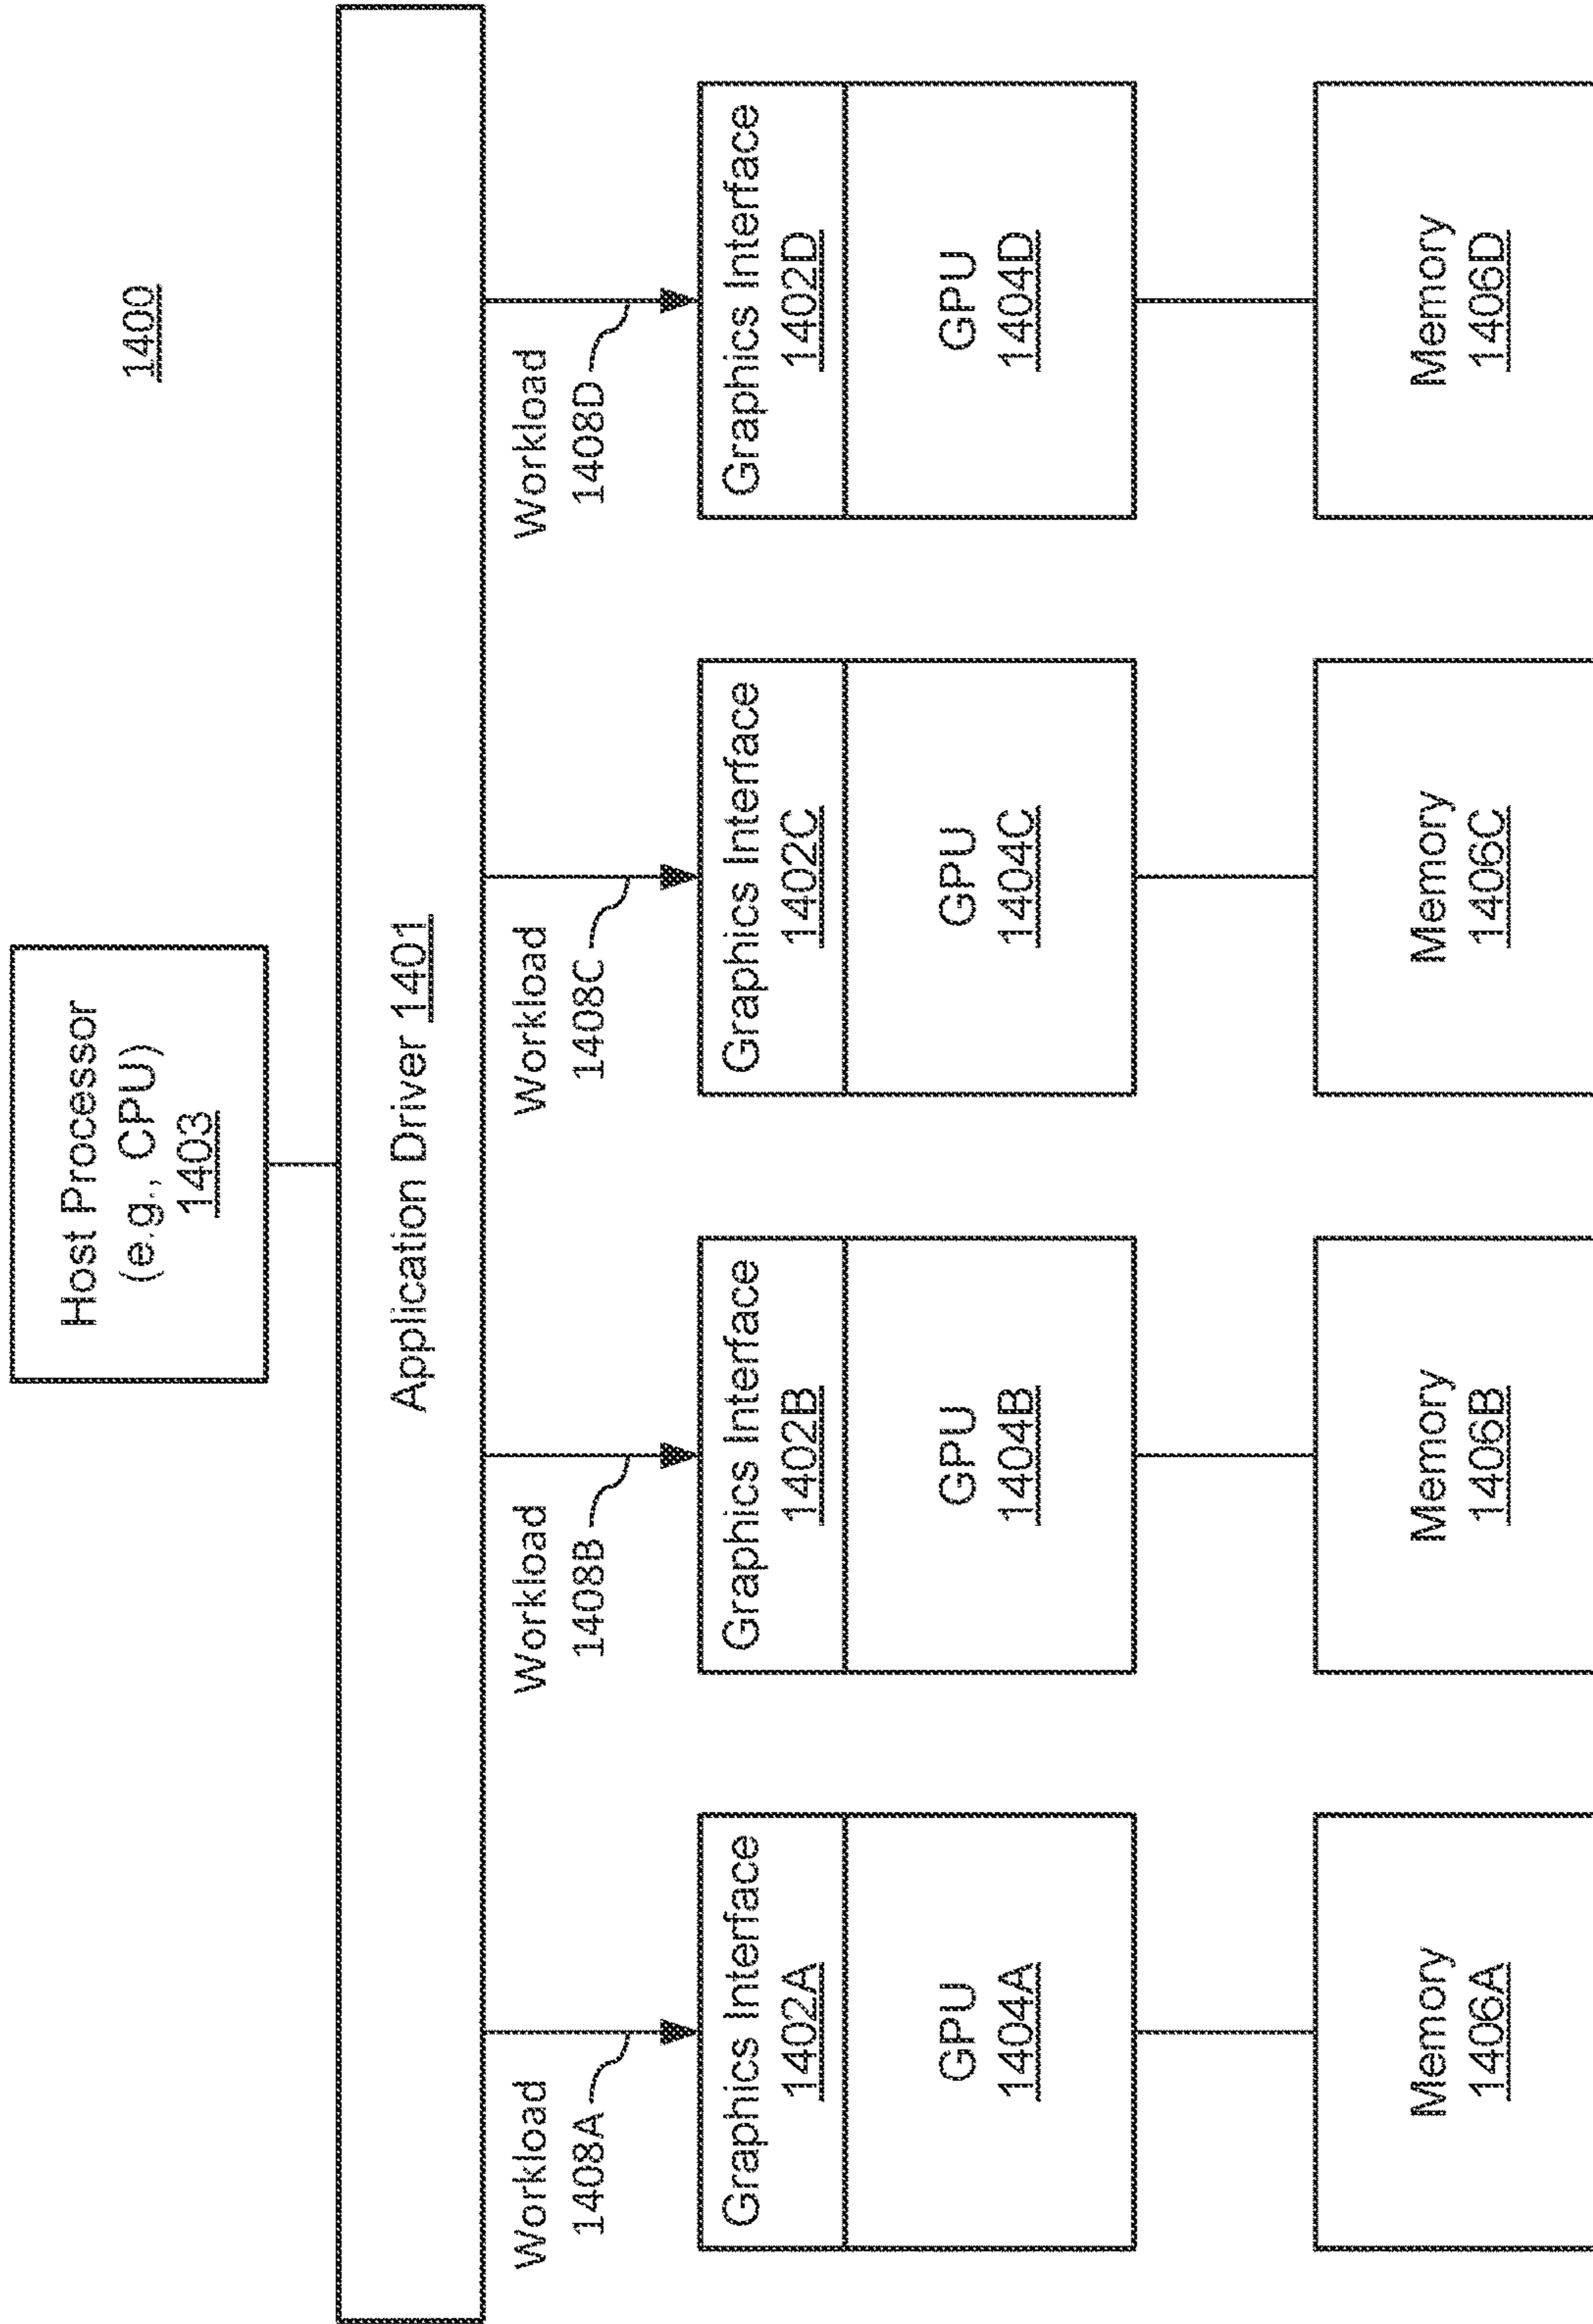 1400
Host Processor
(e.g., CPU)
1403
Application Driver 1401
Workload
1408A
Workload
1408B
Workload
1408C
Workload
1408D
Graphics Interface
1402A
Graphics Interface
1402B
Graphics Interface
1402C
Graphics Interface
1402D
GPU
1404A
GPU
1404B
GPU
1404C
GPU
1404D
Memory
1406A
Memory
1406B
Memory
1406C
Memory
1406D